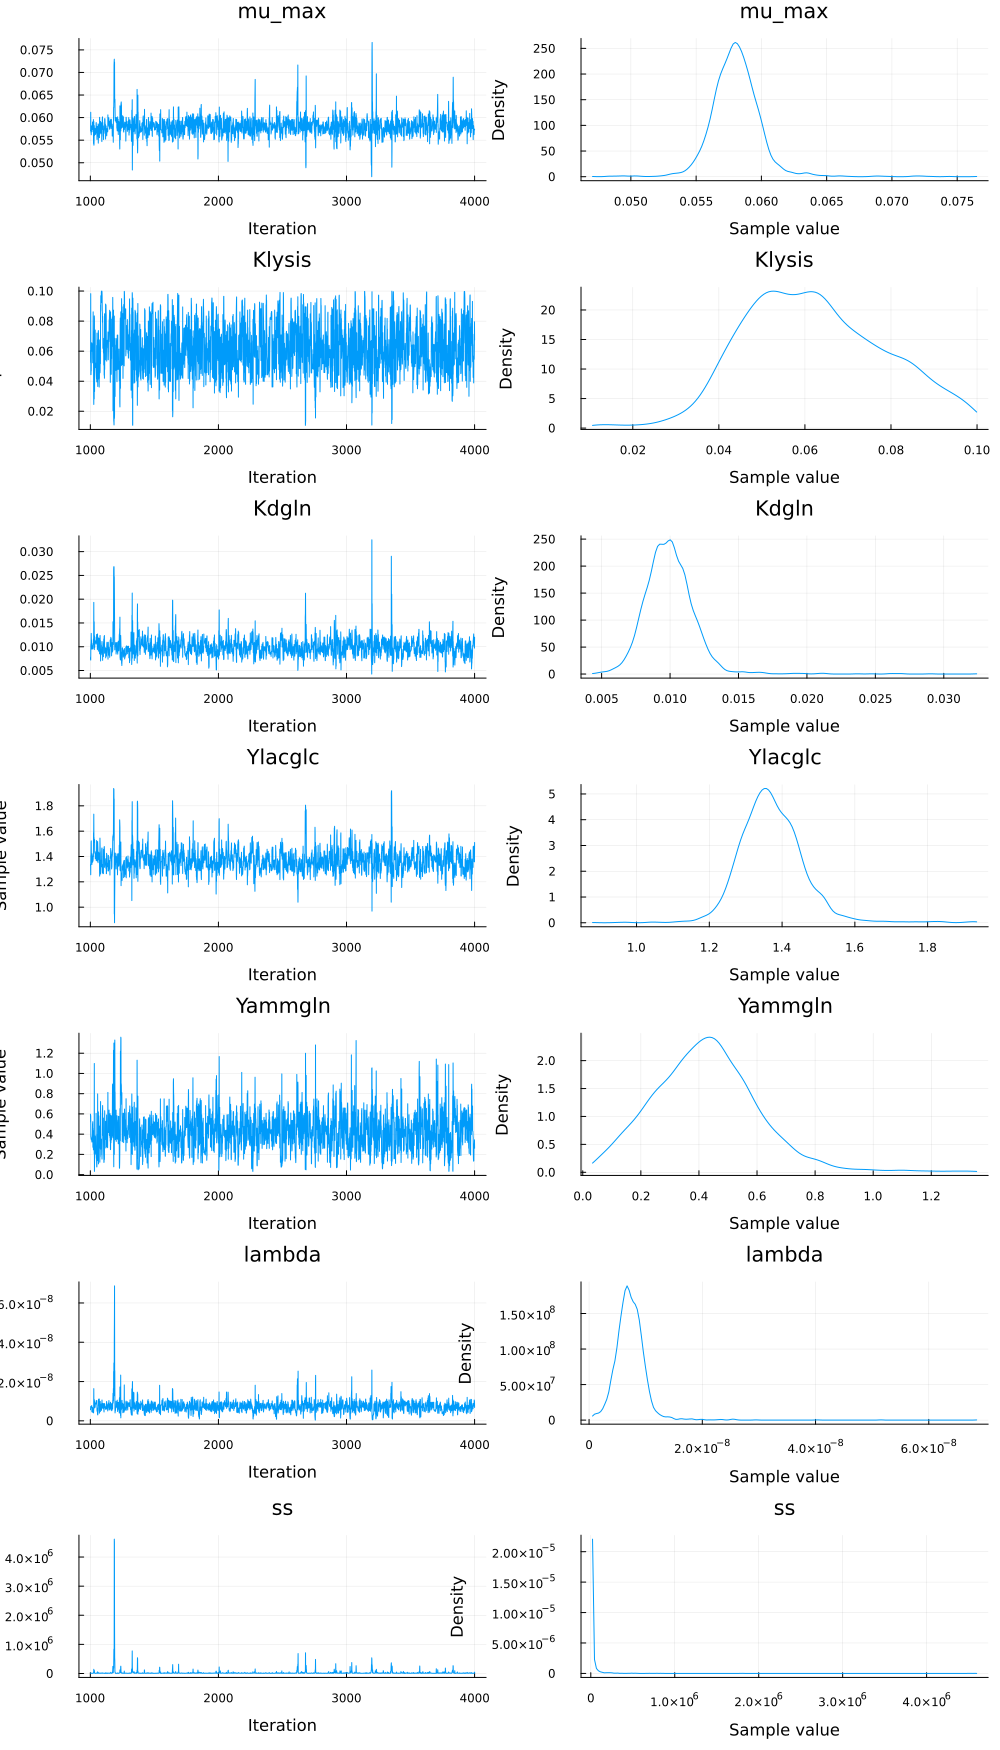 mu_max mu_max
0.075
0.070
0.065
0.060
0.055
0.050
1000 2000 3000 4000
Iteration
Density
250
200
150
100
50
0
0.050 0.055 0.060 0.065 0.070 0.075
Sample value
Klysis Klysis
0.10
0.08
0.06
0.04
0.02
1000 2000 3000 4000
Iteration
Density
20
15
10
5
0
0.02 0.04 0.06 0.08 0.10
Sample value
Kdgln Kdgln
0.030
0.025
0.020
0.015
0.010
0.005
1000 2000 3000 4000
Iteration
Density
250
200
150
100
50
0
0.005 0.010 0.015 0.020 0.025 0.030
Sample value
Ylacglc Ylacglc
Sample value
1.8
1.6
1.4
1.2
1.0
1000 2000 3000 4000
Iteration
Density
5
4
3
2
1
0
1.0 1.2 1.4 1.6 1.8
Sample value
Yammgln Yammgln
Sample value
1.2
1.0
0.8
0.6
0.4
0.2
0.0
1000 2000 3000 4000
Iteration
Density
2.0
1.5
1.0
0.5
0.0
0.0 0.2 0.4 0.6 0.8 1.0 1.2
Sample value
lambda lambda
6.0×10⁻⁸
4.0×10⁻⁸
2.0×10⁻⁸
0
1000 2000 3000 4000
Iteration
Density
1.50×10⁸
1.00×10⁸
5.00×10⁷
0
0 2.0×10⁻⁸ 4.0×10⁻⁸ 6.0×10⁻⁸
Sample value
ss ss
4.0×10⁶
3.0×10⁶
2.0×10⁶
1.0×10⁶
0
1000 2000 3000 4000
Iteration
Density
2.00×10⁻⁵
1.50×10⁻⁵
1.00×10⁻⁵
5.00×10⁻⁶
0
0 1.0×10⁶ 2.0×10⁶ 3.0×10⁶ 4.0×10⁶
Sample value